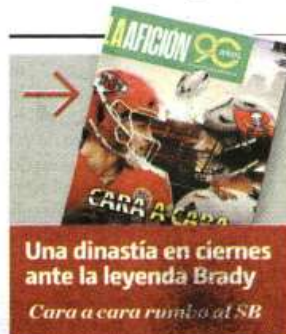 LA AFICIÓN 90
CARA A CARA
Una dinastía en ciernes
ante la leyenda Brady
Cara a cara rumbo al SB